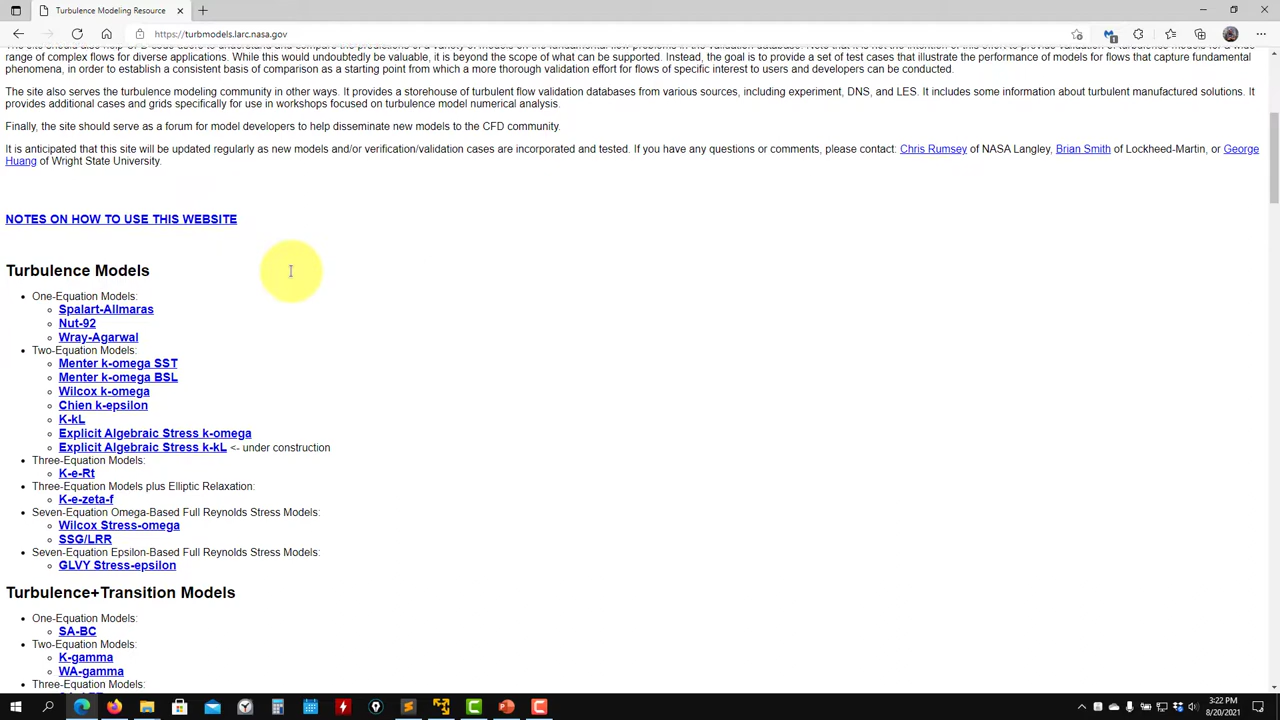 Turbulence Modeling Resource
https://turbmodels.larc.nasa.gov
range of complex flows for diverse applications. While this would undoubtedly be valuable, it is beyond the scope of what can be supported. Instead, the goal is to provide a set of test cases that illustrate the performance of models for flows that capture fundamental
phenomena, in order to establish a consistent basis of comparison as a starting point from which a more thorough validation effort for flows of specific interest to users and developers can be conducted.
The site also serves the turbulence modeling community in other ways. It provides a storehouse of turbulent flow validation databases from various sources, including experiment, DNS, and LES. It includes some information about turbulent manufactured solutions. It
provides additional cases and grids specifically for use in workshops focused on turbulence model numerical analysis.
Finally, the site should serve as a forum for model developers to help disseminate new models to the CFD community.
It is anticipated that this site will be updated regularly as new models and/or verification/validation cases are incorporated and tested. If you have any questions or comments, please contact: Chris Rumsey of NASA Langley, Brian Smith of Lockheed-Martin, or George
Huang of Wright State University.
NOTES ON HOW TO USE THIS WEBSITE
Turbulence Models
One-Equation Models:
Spalart-Allmaras
Nut-92
Wray-Agarwal
Two-Equation Models:
Menter k-omega SST
Menter k-omega BSL
Wilcox k-omega
Chien k-epsilon
K-kL
Explicit Algebraic Stress k-omega
Explicit Algebraic Stress k-kL <- under construction
Three-Equation Models:
K-e-Rt
Three-Equation Models plus Elliptic Relaxation:
K-e-zeta-f
Seven-Equation Omega-Based Full Reynolds Stress Models:
Wilcox Stress-omega
SSG/LRR
Seven-Equation Epsilon-Based Full Reynolds Stress Models:
GLVY Stress-epsilon
Turbulence+Transition Models
One-Equation Models:
SA-BC
Two-Equation Models:
K-gamma
WA-gamma
Three-Equation Models:
3:22 PM
8/20/2021